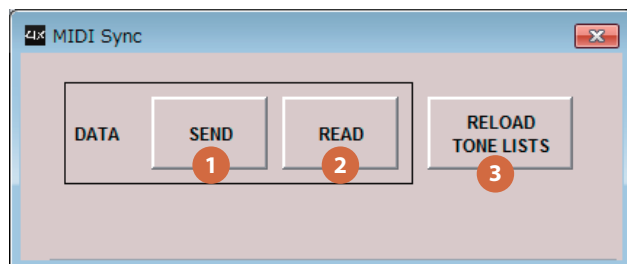 MIDI Sync
DATA
SEND
READ
RELOAD
TONE LISTS
1
2
3